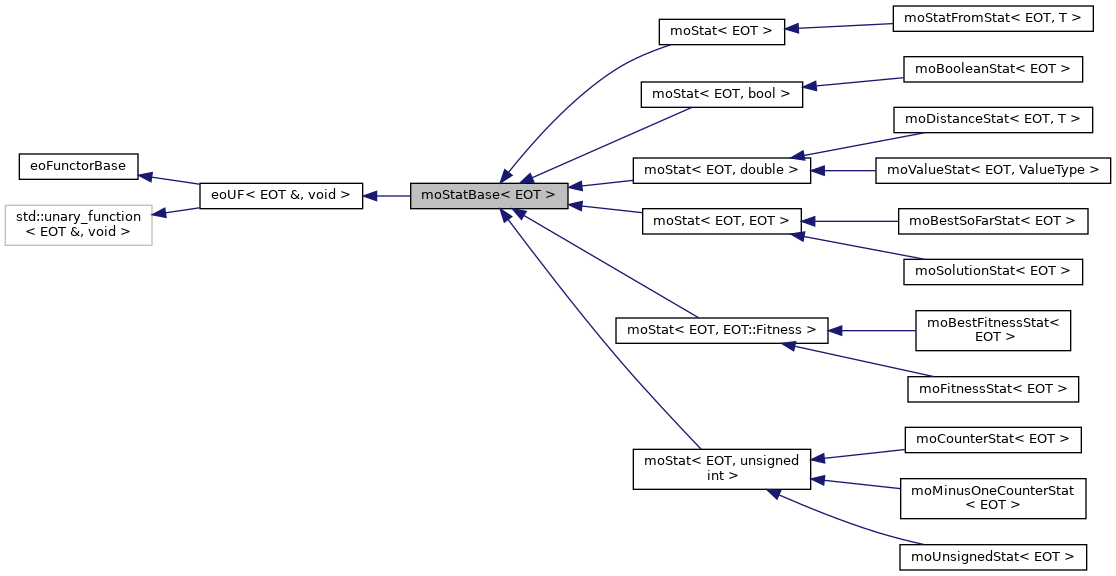 eoFunctorBase
std::unary_function
< EOT &, void >
eoUF< EOT &, void >
moStatBase< EOT >
moStat< EOT >
moStat< EOT, bool >
moStat< EOT, double >
moStat< EOT, EOT >
moStat< EOT, EOT::Fitness >
moStat< EOT, unsigned
int >
moStatFromStat< EOT, T >
moBooleanStat< EOT >
moDistanceStat< EOT, T >
moValueStat< EOT, ValueType >
moBestSoFarStat< EOT >
moSolutionStat< EOT >
moBestFitnessStat<
EOT >
moFitnessStat< EOT >
moCounterStat< EOT >
moMinusOneCounterStat
< EOT >
moUnsignedStat< EOT >